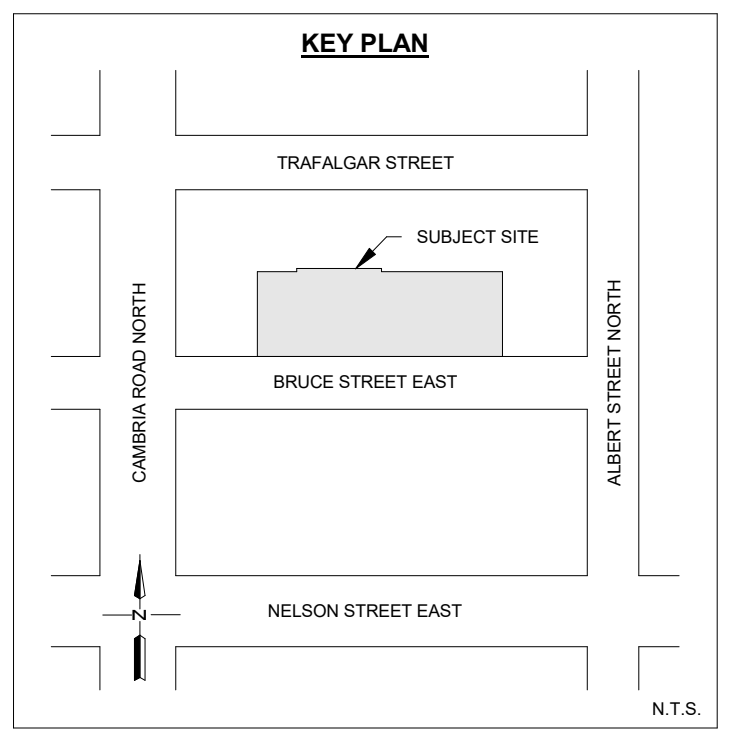 KEY PLAN
TRAFALGAR STREET
SUBJECT SITE
CAMBRIA ROAD NORTH
ALBERT STREET NORTH
BRUCE STREET EAST
NELSON STREET EAST
N
N.T.S.